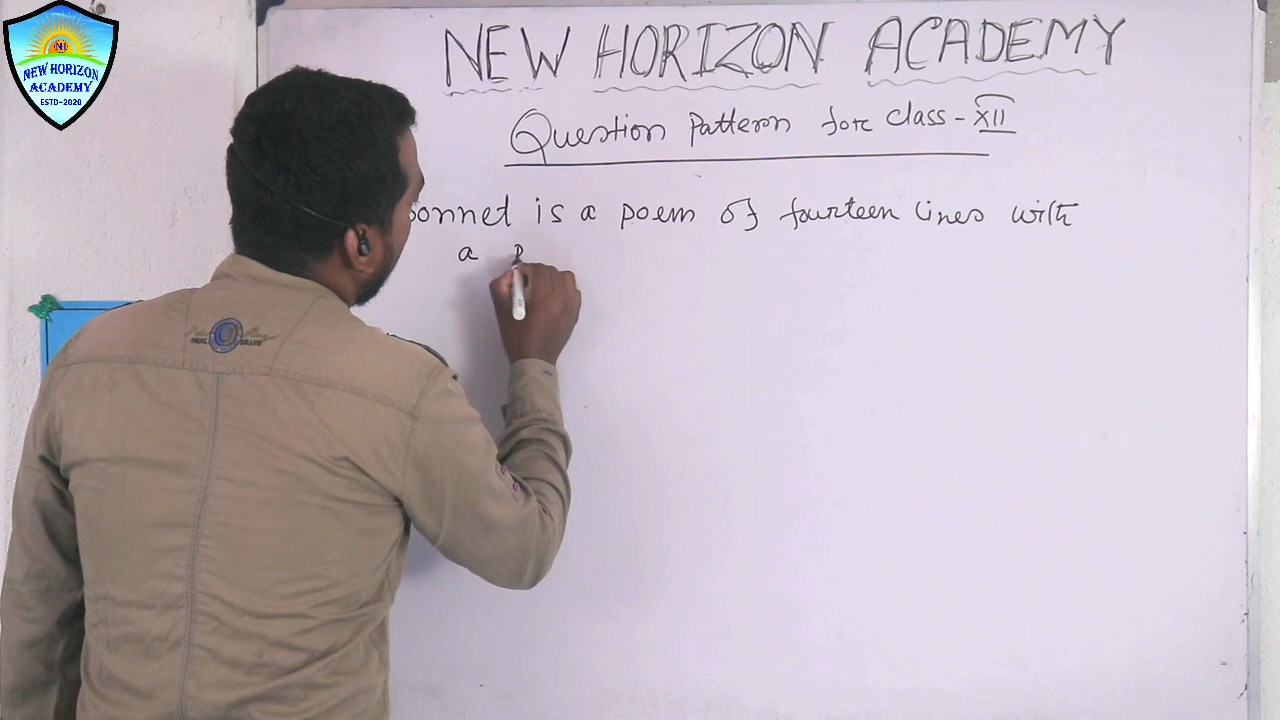 NEW HORIZON
ACADEMY
ESTD-2020
NEW HORIZON ACADEMY
Question Pattern for class - XII
sonnet is a poem of fourteen lines with
a